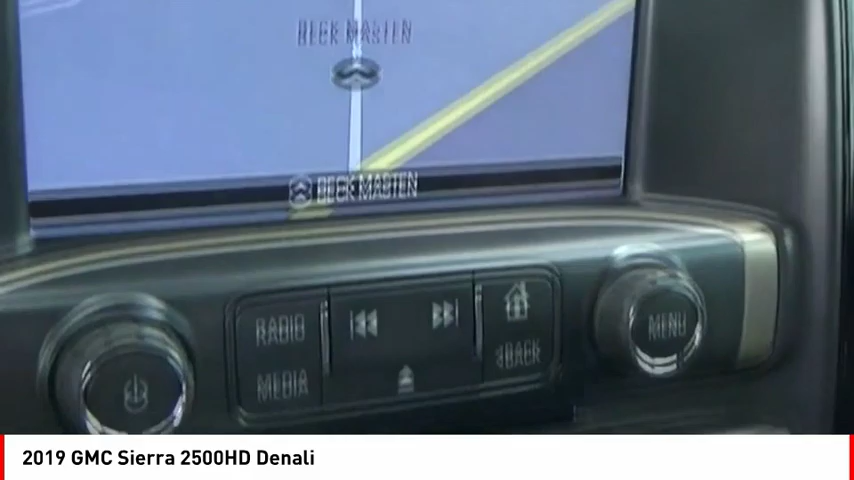 BECK MASTEN
BECK MASTEN
RADIO
MEDIA
BACK
MENU
2019 GMC Sierra 2500HD Denali